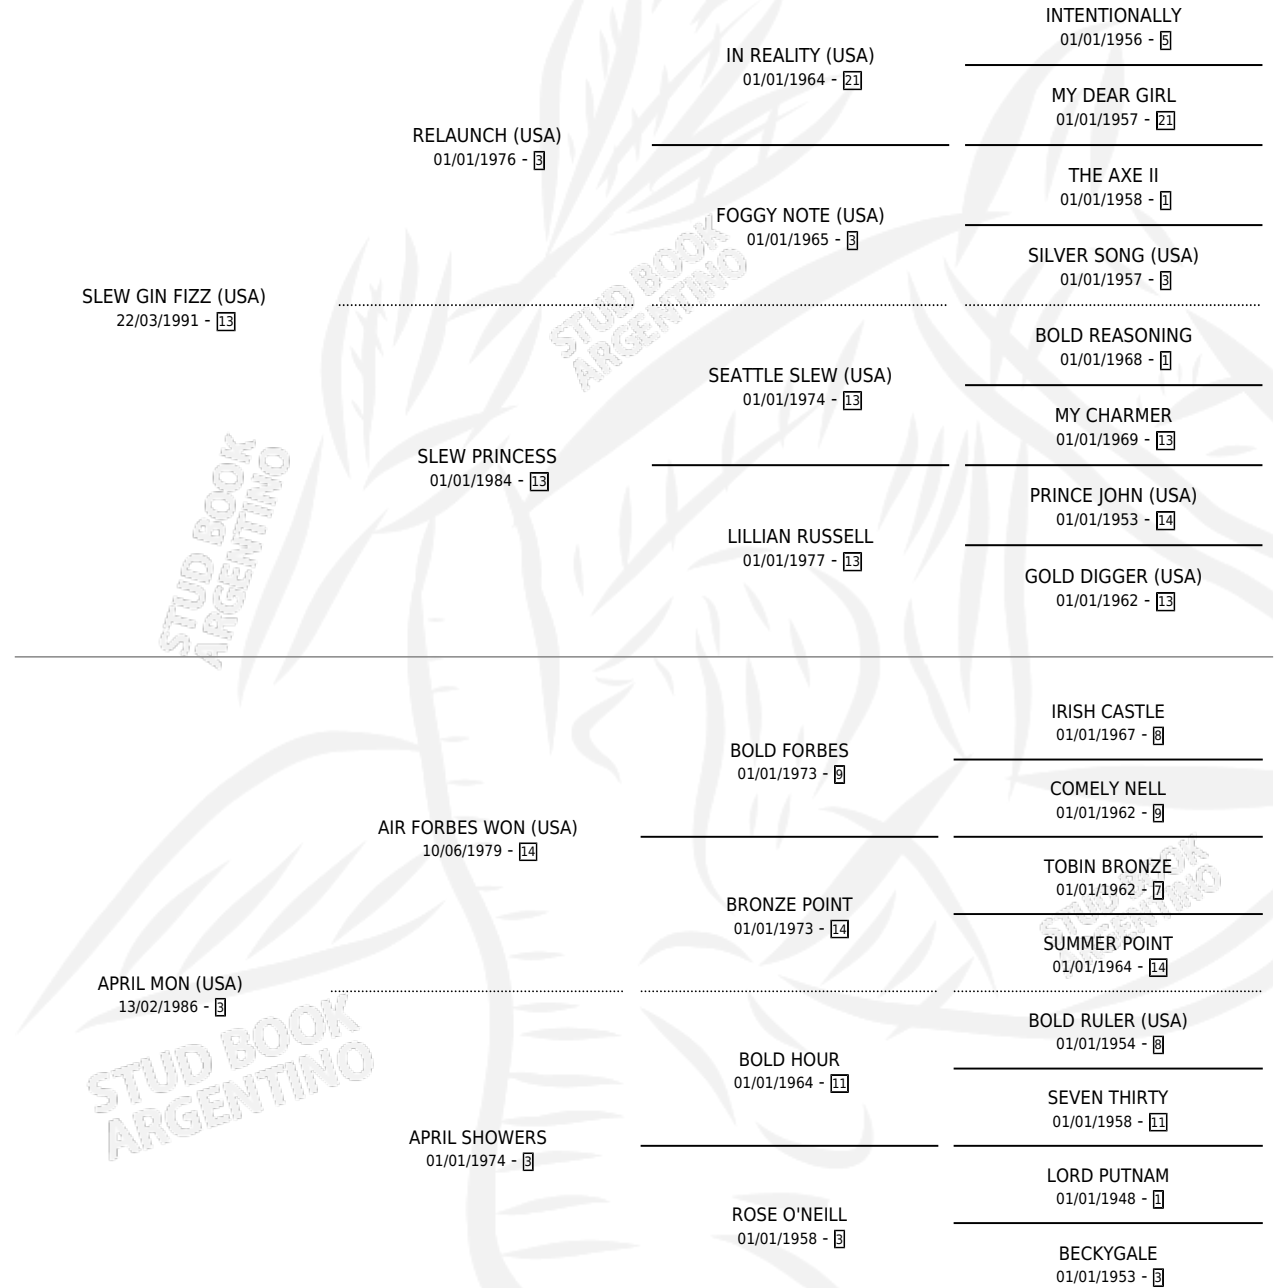 INTENTIONALLY
01/01/1956 - 5
IN REALITY (USA)
01/01/1964 - 21
MY DEAR GIRL
01/01/1957 - 21
RELAUNCH (USA)
01/01/1976 - 3
THE AXE II
01/01/1958 - 1
FOGGY NOTE (USA)
01/01/1965 - 3
SILVER SONG (USA)
01/01/1957 - 3
SLEW GIN FIZZ (USA)
22/03/1991 - 13
STUD BOOK
ARGENTINO
BOLD REASONING
01/01/1968 - 1
SEATTLE SLEW (USA)
01/01/1974 - 13
MY CHARMER
01/01/1969 - 13
SLEW PRINCESS
01/01/1984 - 13
PRINCE JOHN (USA)
01/01/1953 - 14
LILLIAN RUSSELL
01/01/1977 - 13
GOLD DIGGER (USA)
01/01/1962 - 13
STUD BOOK
ARGENTINO
IRISH CASTLE
01/01/1967 - 8
BOLD FORBES
01/01/1973 - 9
COMELY NELL
01/01/1962 - 9
AIR FORBES WON (USA)
10/06/1979 - 14
TOBIN BRONZE
01/01/1962 - 7
BRONZE POINT
01/01/1973 - 14
STUD BOOK
ARGENTINO
SUMMER POINT
01/01/1964 - 14
APRIL MON (USA)
13/02/1986 - 3
BOLD RULER (USA)
01/01/1954 - 8
BOLD HOUR
01/01/1964 - 11
SEVEN THIRTY
01/01/1958 - 11
STUD BOOK
ARGENTINO
APRIL SHOWERS
01/01/1974 - 3
LORD PUTNAM
01/01/1948 - 1
ROSE O'NEILL
01/01/1958 - 3
BECKYGALE
01/01/1953 - 3